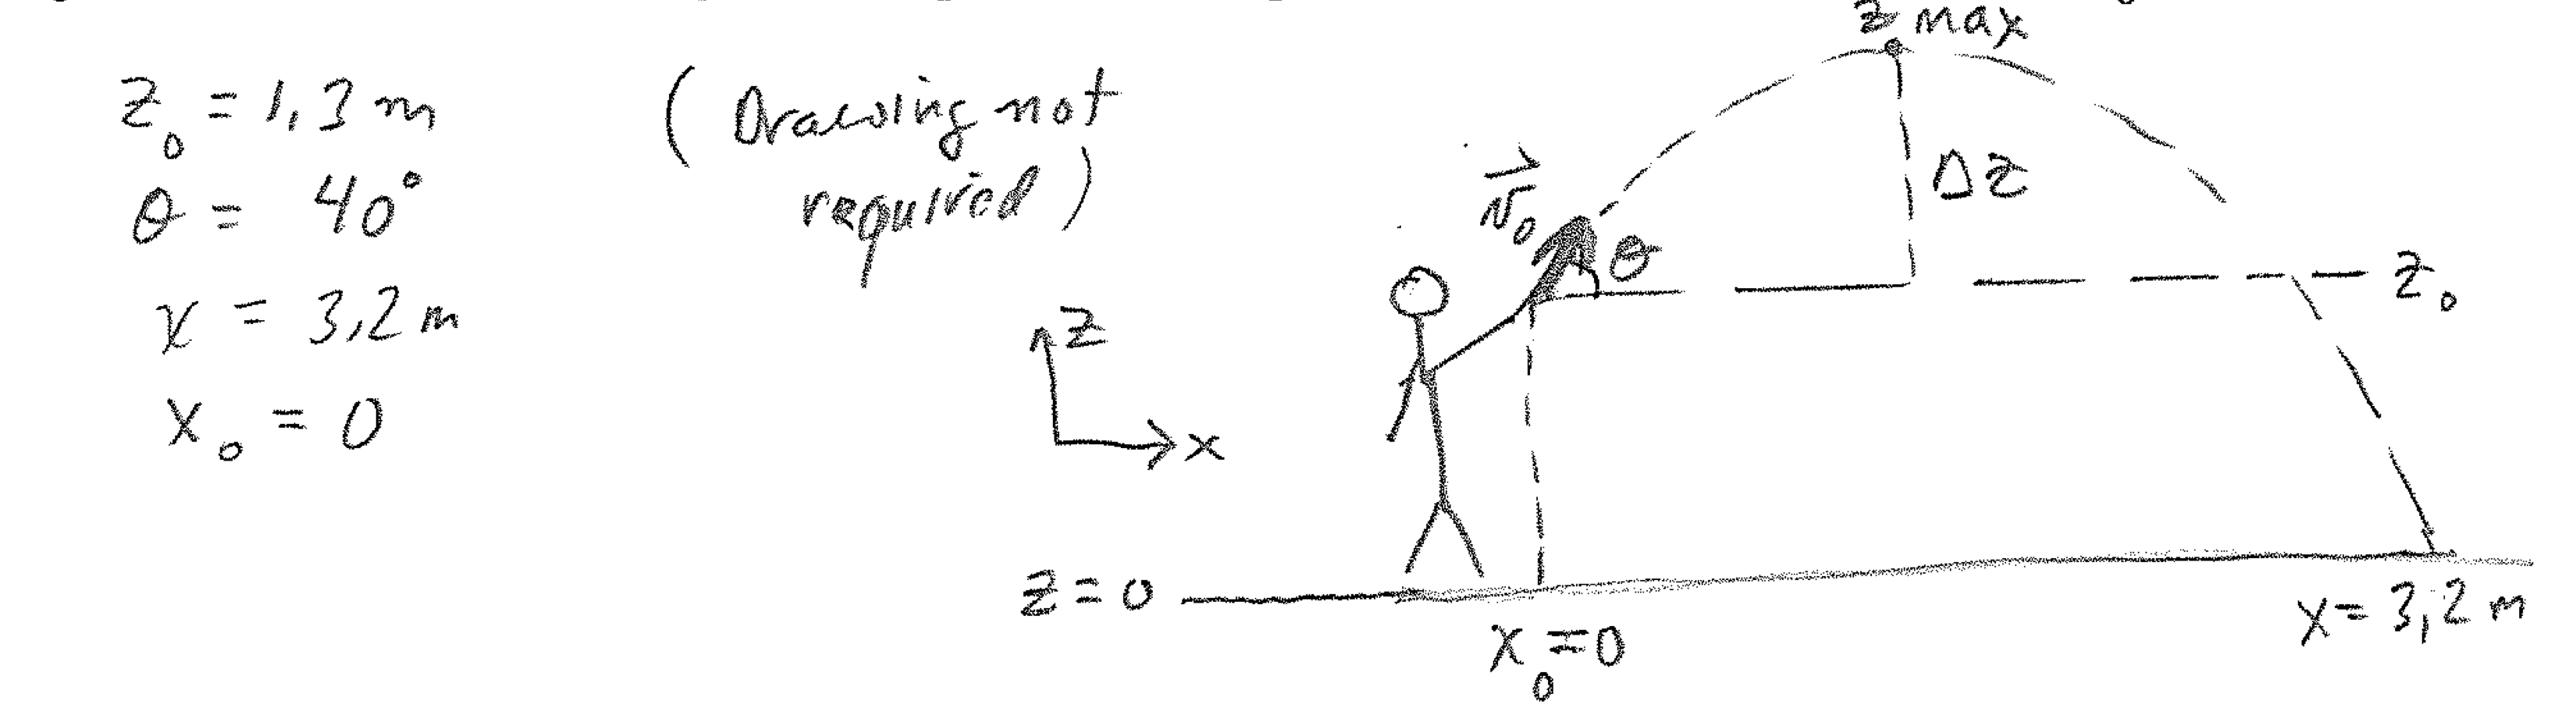 z₀ = 1,3 m
θ = 40°
x = 3,2 m
x₀ = 0
(Drawing not
required)
z max
Δz
v⃗₀
θ
z₀
z
x
z = 0
x₀ = 0
x = 3,2 m